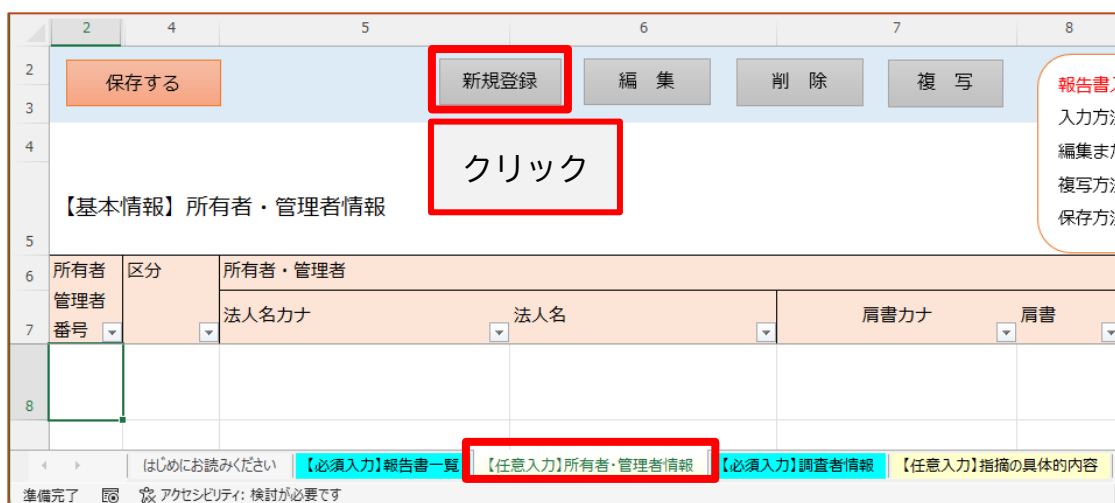 2 4 5 6 7 8
2
3
4
5
6
7
8
保存する 新規登録 編 集 削 除 複 写
報告書
入力方
編集ま
複写方
保存方
クリック
【基本情報】所有者・管理者情報
所有者
管理者
番号
区分
所有者・管理者
法人名カナ 法人名 肩書カナ 肩書
はじめにお読みください 【必須入力】報告書一覧 【任意入力】所有者・管理者情報 【必須入力】調査者情報 【任意入力】指摘の具体的内容
準備完了 アクセシビリティ: 検討が必要です